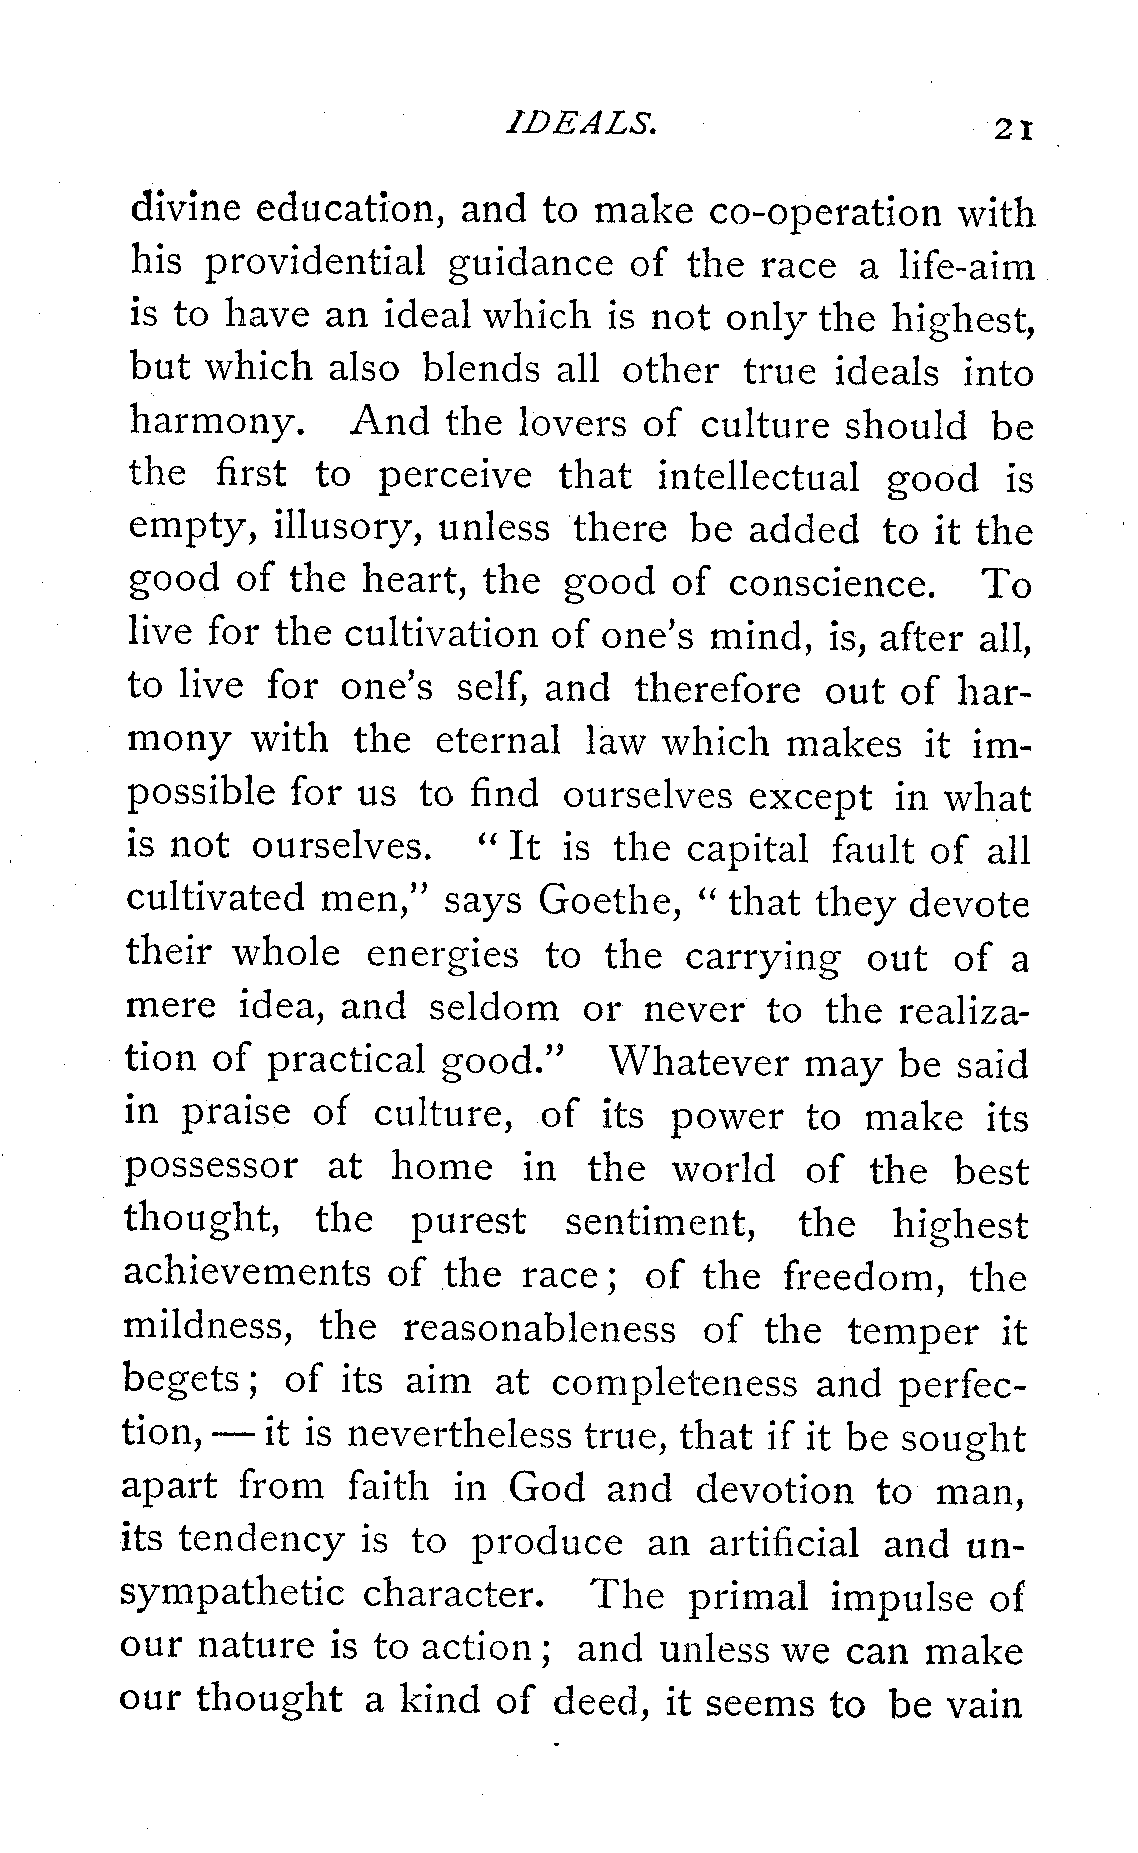 IDEALS. 21
divine education, and to make co-operation with
his providential guidance of the race a life-aim
is to have an ideal which is not only the highest,
but which also blends all other true ideals into
harmony. And the lovers of culture should be
the first to perceive that intellectual good is
empty, illusory, unless there be added to it the
good of the heart, the good of conscience. To
live for the cultivation of one's mind, is, after all,
to live for one's self, and therefore out of har-
mony with the eternal law which makes it im-
possible for us to find ourselves except in what
is not ourselves. "It is the capital fault of all
cultivated men," says Goethe, "that they devote
their whole energies to the carrying out of a
mere idea, and seldom or never to the realiza-
tion of practical good." Whatever may be said
in praise of culture, of its power to make its
possessor at home in the world of the best
thought, the purest sentiment, the highest
achievements of the race; of the freedom, the
mildness, the reasonableness of the temper it
begets; of its aim at completeness and perfec-
tion, — it is nevertheless true, that if it be sought
apart from faith in God and devotion to man,
its tendency is to produce an artificial and un-
sympathetic character. The primal impulse of
our nature is to action; and unless we can make
our thought a kind of deed, it seems to be vain